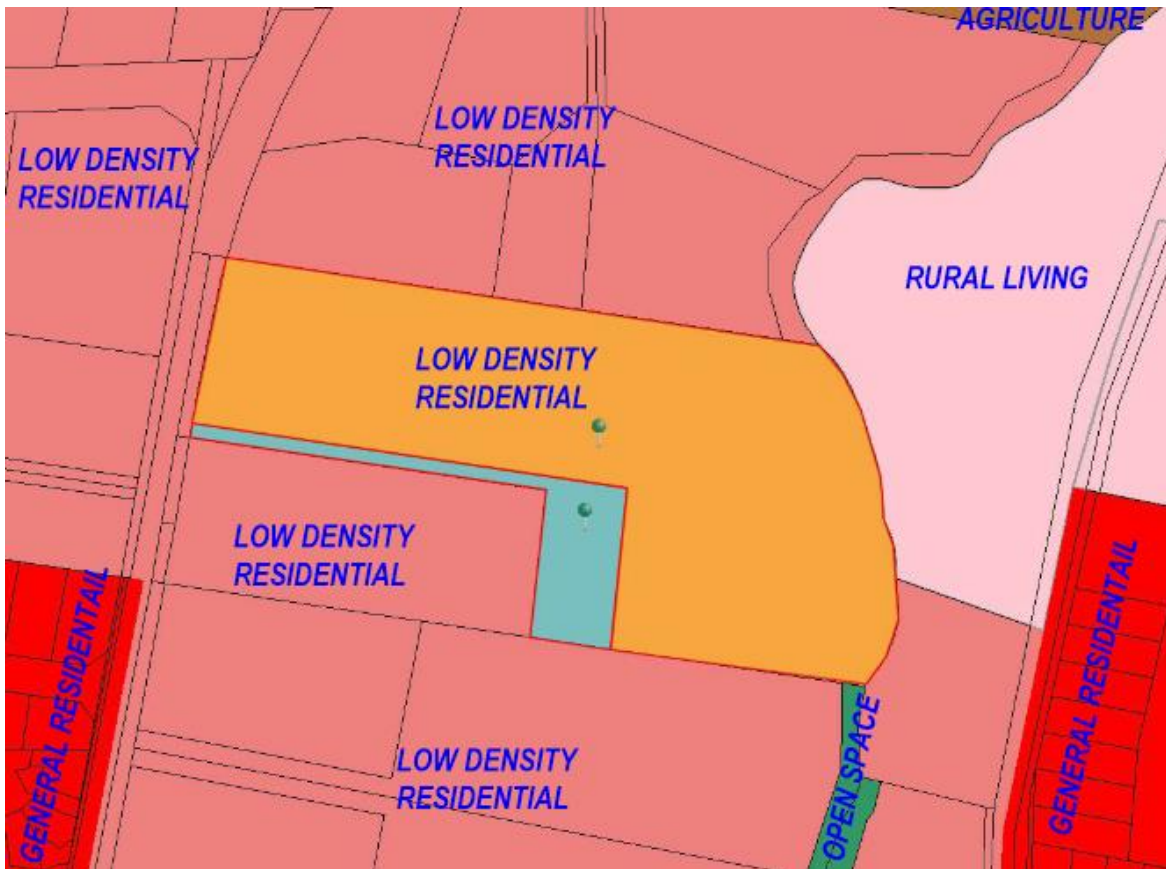 AGRICULTURE
LOW DENSITY
RESIDENTIAL
LOW DENSITY
RESIDENTIAL
RURAL LIVING
LOW DENSITY
RESIDENTIAL
LOW DENSITY
RESIDENTIAL
GENERAL RESIDENTAIL
GENERAL RESIDENTAIL
LOW DENSITY
RESIDENTIAL
OPEN SPACE